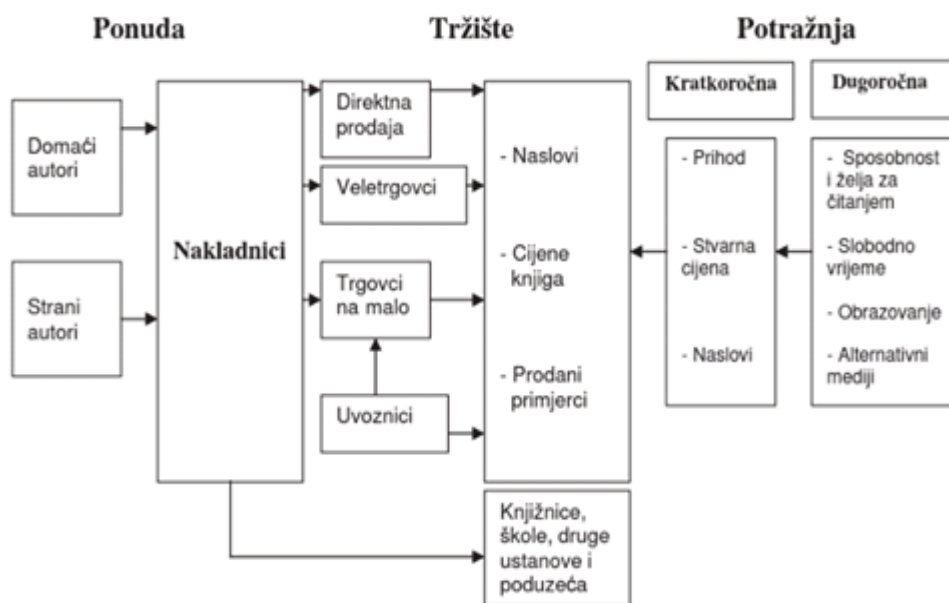 Ponuda
Tržište
Potražnja
Domaći
autori
Strani
autori
Nakladnici
Direktna
prodaja
Veletrgovci
Trgovci
na malo
Uvoznici
- Naslovi
- Cijene
knjiga
- Prodani
primjerci
Knjižnice,
škole, druge
ustanove i
poduzeća
Kratkoročna
- Prihod
- Stvarna
cijena
- Naslovi
Dugoročna
- Sposobnost
i želja za
čitanjem
- Slobodno
vrijeme
- Obrazovanje
- Alternativni
mediji